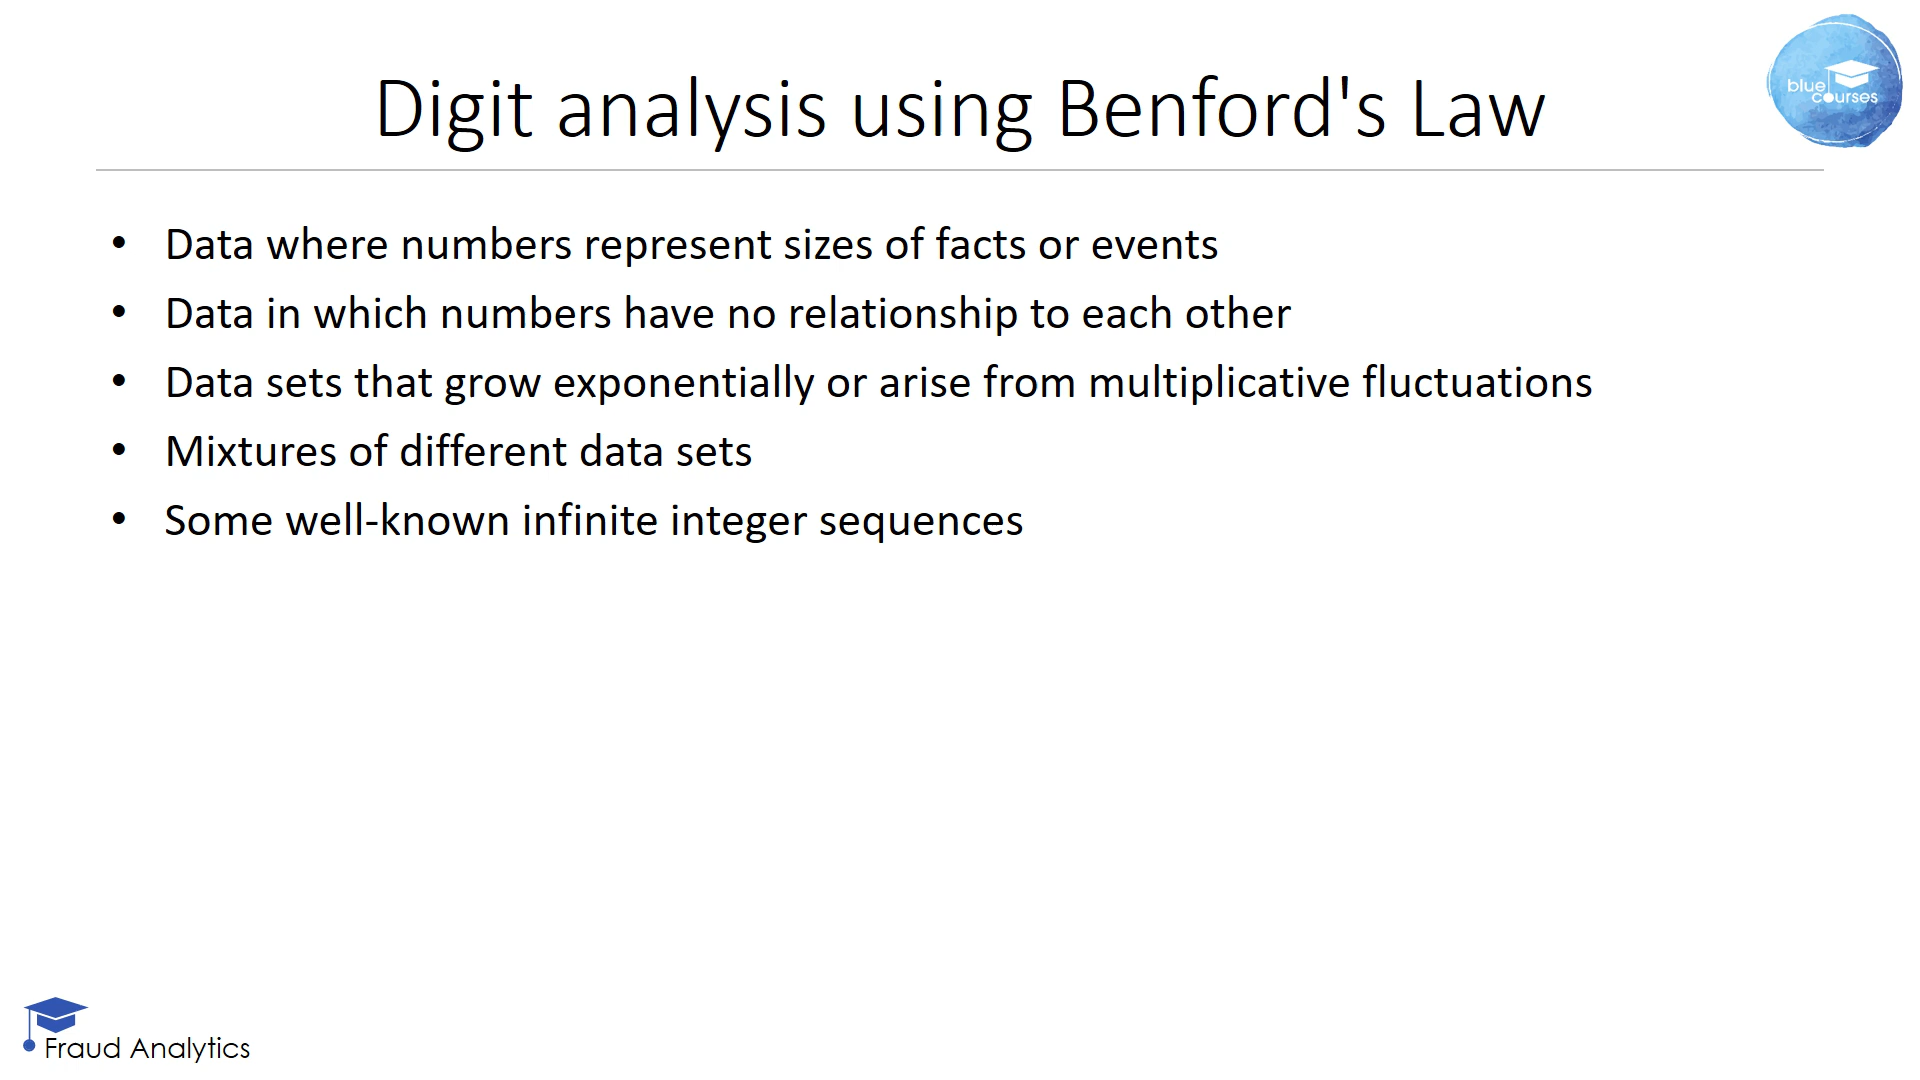 Digit analysis using Benford's Law
blue
courses
• Data where numbers represent sizes of facts or events
• Data in which numbers have no relationship to each other
• Data sets that grow exponentially or arise from multiplicative fluctuations
• Mixtures of different data sets
• Some well-known infinite integer sequences
Fraud Analytics